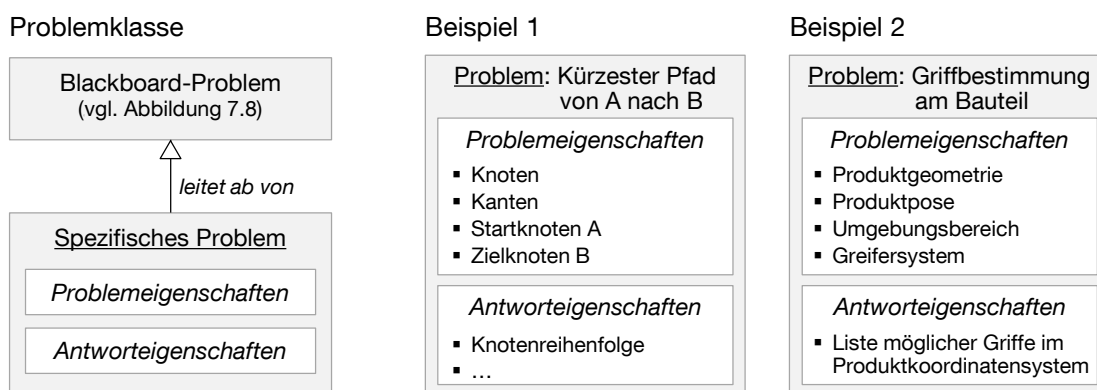 Problemklasse
Blackboard-Problem
(vgl. Abbildung 7.8)
leitet ab von
Spezifisches Problem
Problemeigenschaften
Antworteigenschaften
Beispiel 1
Problem: Kürzester Pfad
von A nach B
Problemeigenschaften
▪ Knoten
▪ Kanten
▪ Startknoten A
▪ Zielknoten B
Antworteigenschaften
▪ Knotenreihenfolge
▪ …
Beispiel 2
Problem: Griffbestimmung
am Bauteil
Problemeigenschaften
▪ Produktgeometrie
▪ Produktpose
▪ Umgebungsbereich
▪ Greifersystem
Antworteigenschaften
▪ Liste möglicher Griffe im
Produktkoordinatensystem